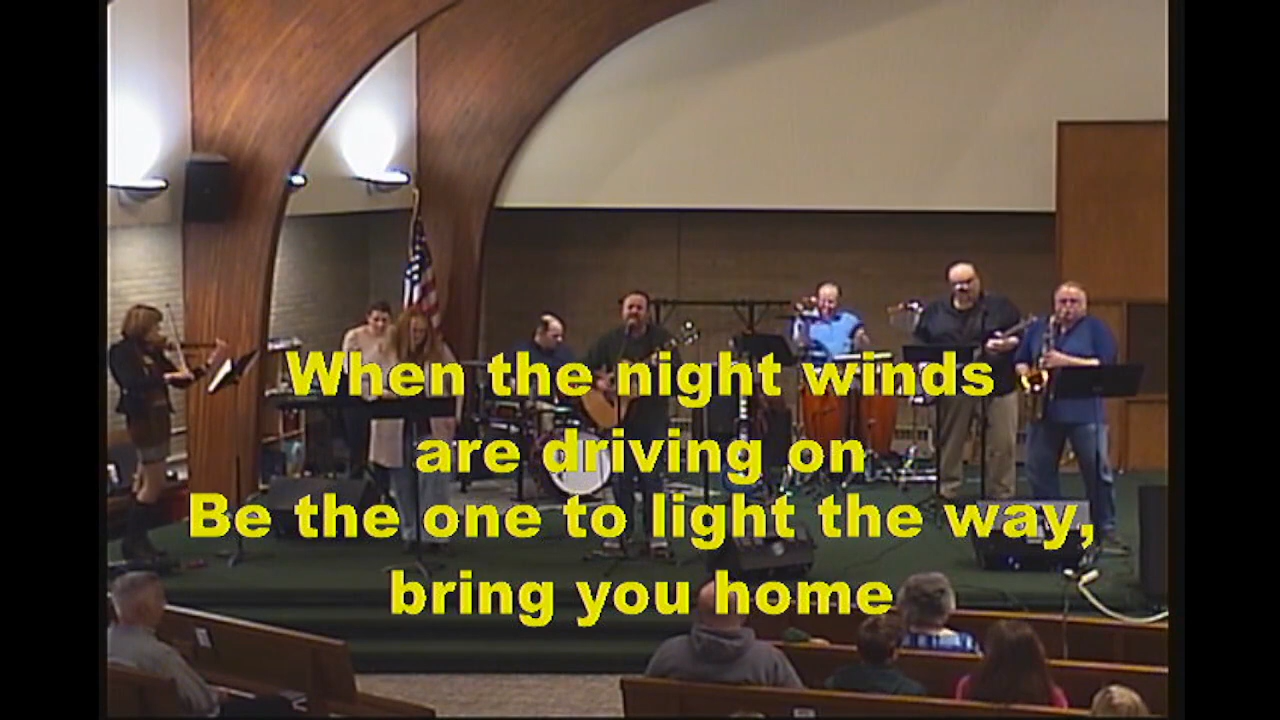 When the night winds
are driving on
Be the one to light the way,
bring you home